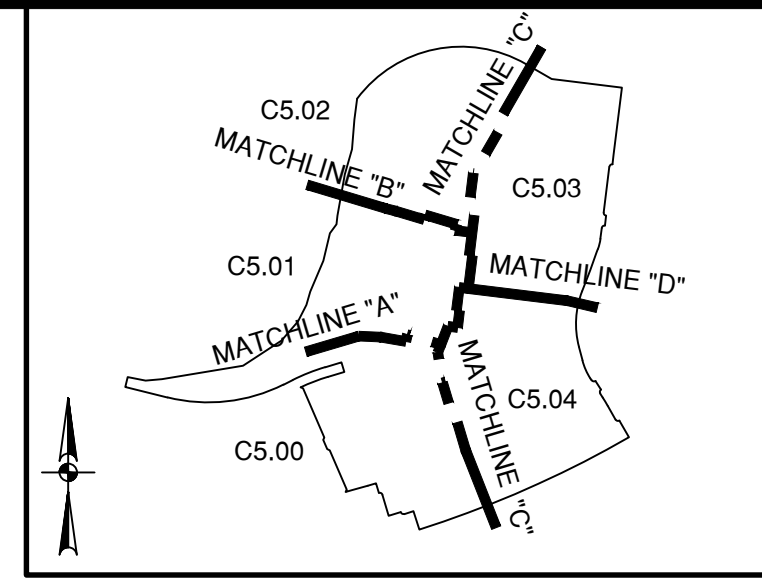 MATCHLINE "C"
C5.02
MATCHLINE "B"
C5.03
C5.01
MATCHLINE "D"
MATCHLINE "A"
C5.04
MATCHLINE "C"
C5.00